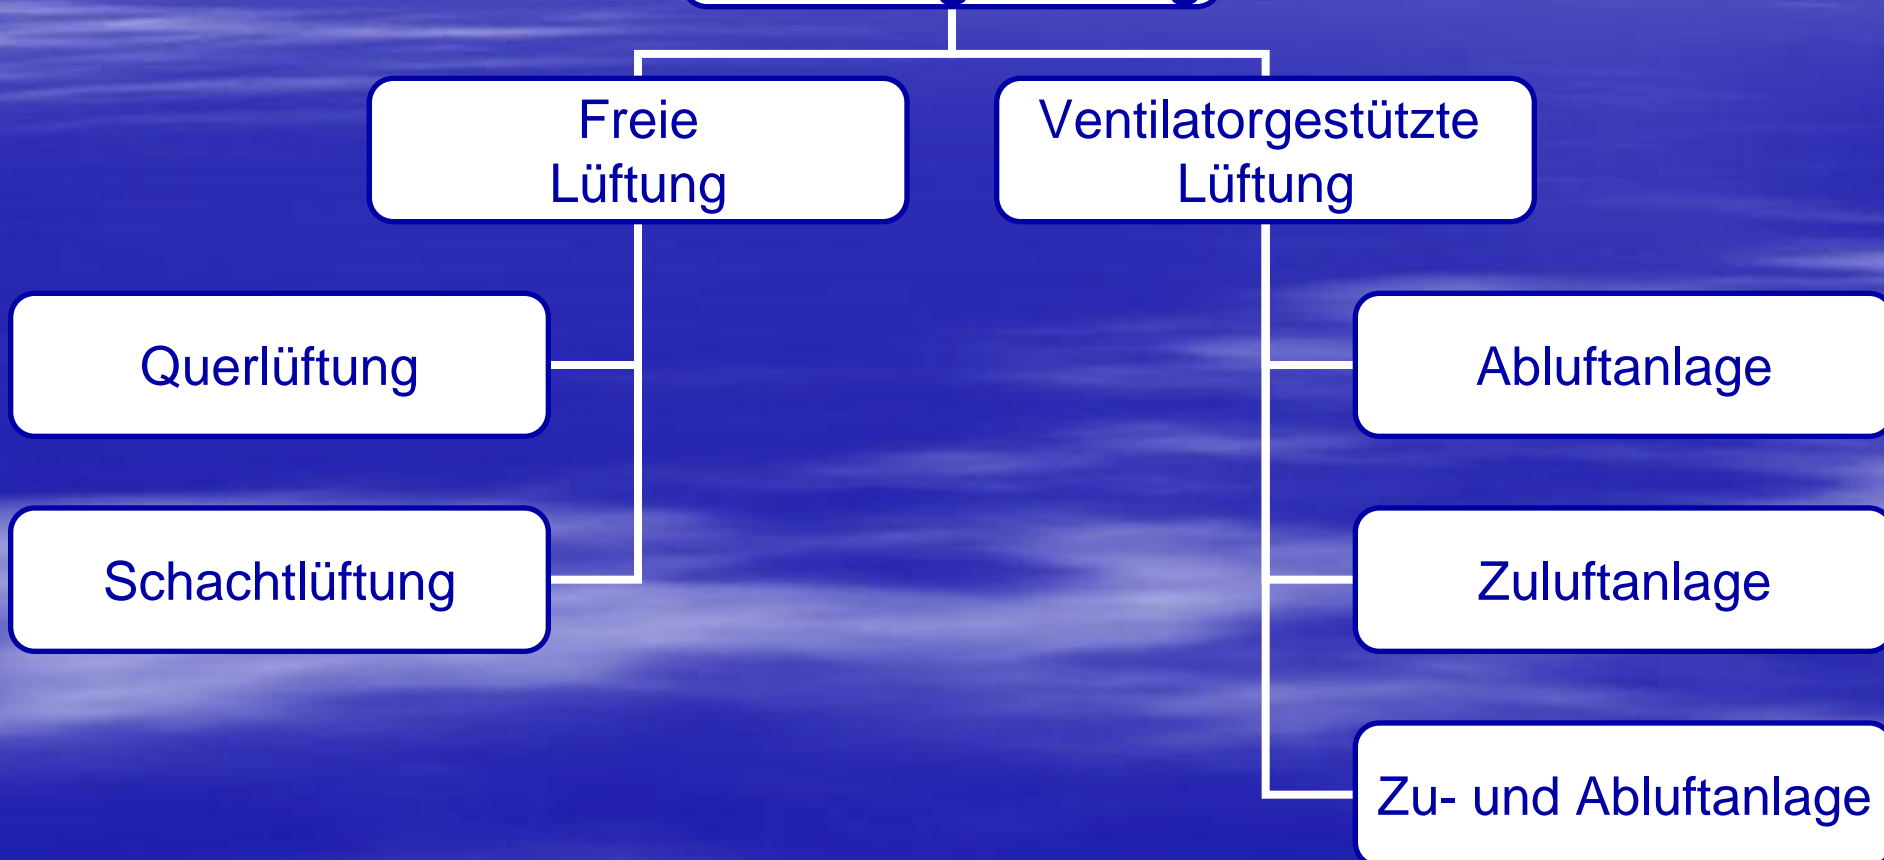 Freie
Lüftung
Ventilatorgestützte
Lüftung
Querlüftung
Abluftanlage
Schachtlüftung
Zuluftanlage
Zu- und Abluftanlage